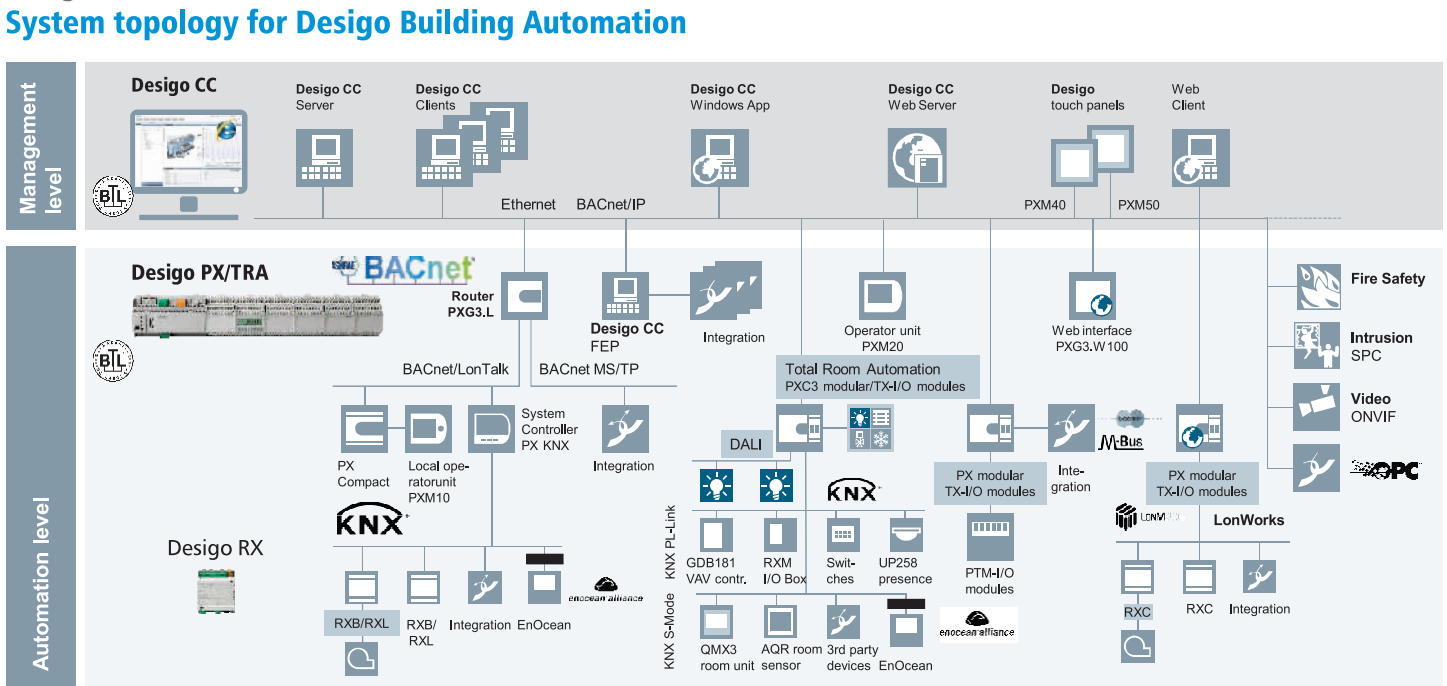 System topology for Desigo Building Automation
Management
level
Desigo CC
BTL
Desigo CC
Server
Desigo CC
Clients
Desigo CC
Windows App
Desigo CC
Web Server
Desigo
touch panels
Web
Client
Ethernet
BACnet/IP
PXM40
PXM50
Automation level
Desigo PX/TRA
BACnet
BTL
Router
PXG3.L
Desigo CC
FEP
Integration
Operator unit
PXM20
Web interface
PXG3.W100
Fire Safety
Intrusion
SPC
Video
ONVIF
OPC
BACnet/LonTalk
BACnet MS/TP
Total Room Automation
PXC3 modular/TX-I/O modules
PX
Compact
Local ope-
ratorunit
PXM10
System
Controller
PX KNX
Integration
DALI
M-Bus
PX modular
TX-I/O modules
Inte-
gration
PX modular
TX-I/O modules
KNX
KNX
KNX PL-Link
GDB181
VAV contr.
RXM
I/O Box
Swit-
ches
UP258
presence
PTM-I/O
modules
LonWorks
Desigo RX
enocean alliance
RXB/RXL
RXB/
RXL
Integration
EnOcean
KNX S-Mode
QMX3
room unit
AQR room
sensor
3rd party
devices
EnOcean
enocean alliance
RXC
RXC
Integration